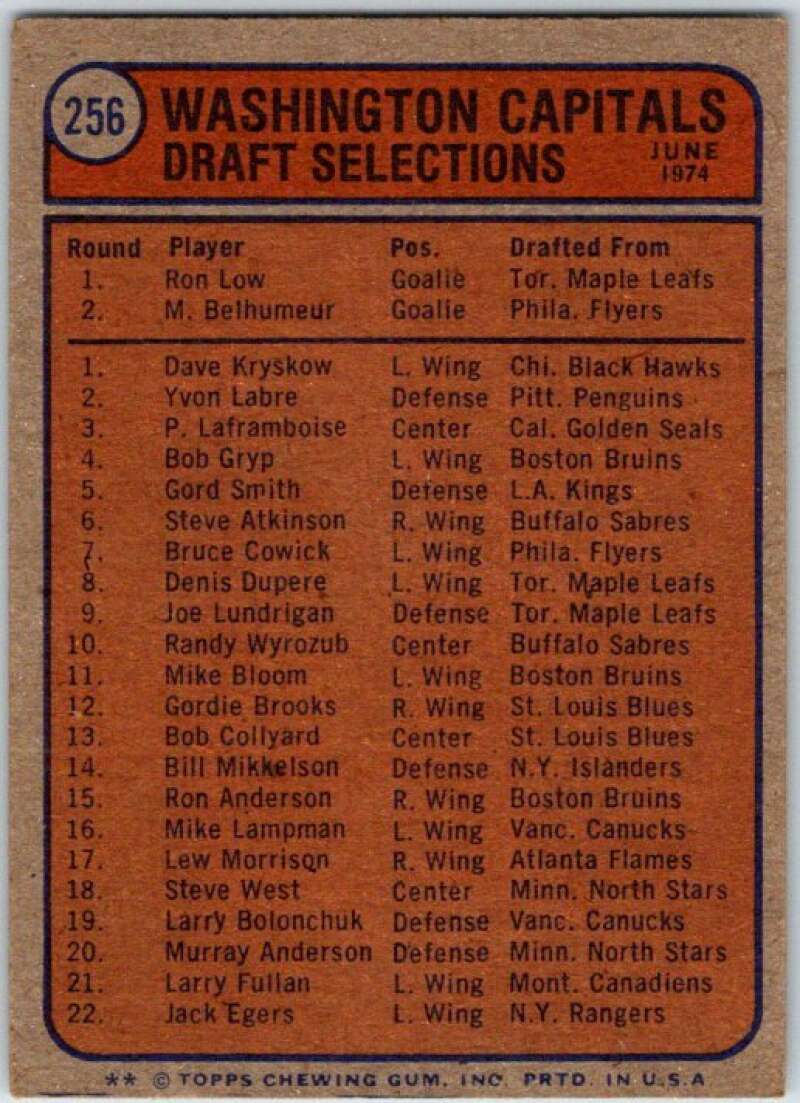 256
WASHINGTON CAPITALS
DRAFT SELECTIONS JUNE 1974
Round Player Pos. Drafted From
1. Ron Low Goalie Tor. Maple Leafs
2. M. Belhumeur Goalie Phila. Flyers
1. Dave Kryskow L. Wing Chi. Black Hawks
2. Yvon Labre Defense Pitt. Penguins
3. P. Laframboise Center Cal. Golden Seals
4. Bob Gryp L. Wing Boston Bruins
5. Gord Smith Defense L.A. Kings
6. Steve Atkinson R. Wing Buffalo Sabres
7. Bruce Cowick L. Wing Phila. Flyers
8. Denis Dupere L. Wing Tor. Maple Leafs
9. Joe Lundrigan Defense Tor. Maple Leafs
10. Randy Wyrozub Center Buffalo Sabres
11. Mike Bloom L. Wing Boston Bruins
12. Gordie Brooks R. Wing St. Louis Blues
13. Bob Collyard Center St. Louis Blues
14. Bill Mikkelson Defense N.Y. Islanders
15. Ron Anderson R. Wing Boston Bruins
16. Mike Lampman L. Wing Vanc. Canucks
17. Lew Morrison R. Wing Atlanta Flames
18. Steve West Center Minn. North Stars
19. Larry Bolonchuk Defense Vanc. Canucks
20. Murray Anderson Defense Minn. North Stars
21. Larry Fullan L. Wing Mont. Canadiens
22. Jack Egers L. Wing N.Y. Rangers
** © TOPPS CHEWING GUM, INC. PRTD. IN U.S.A